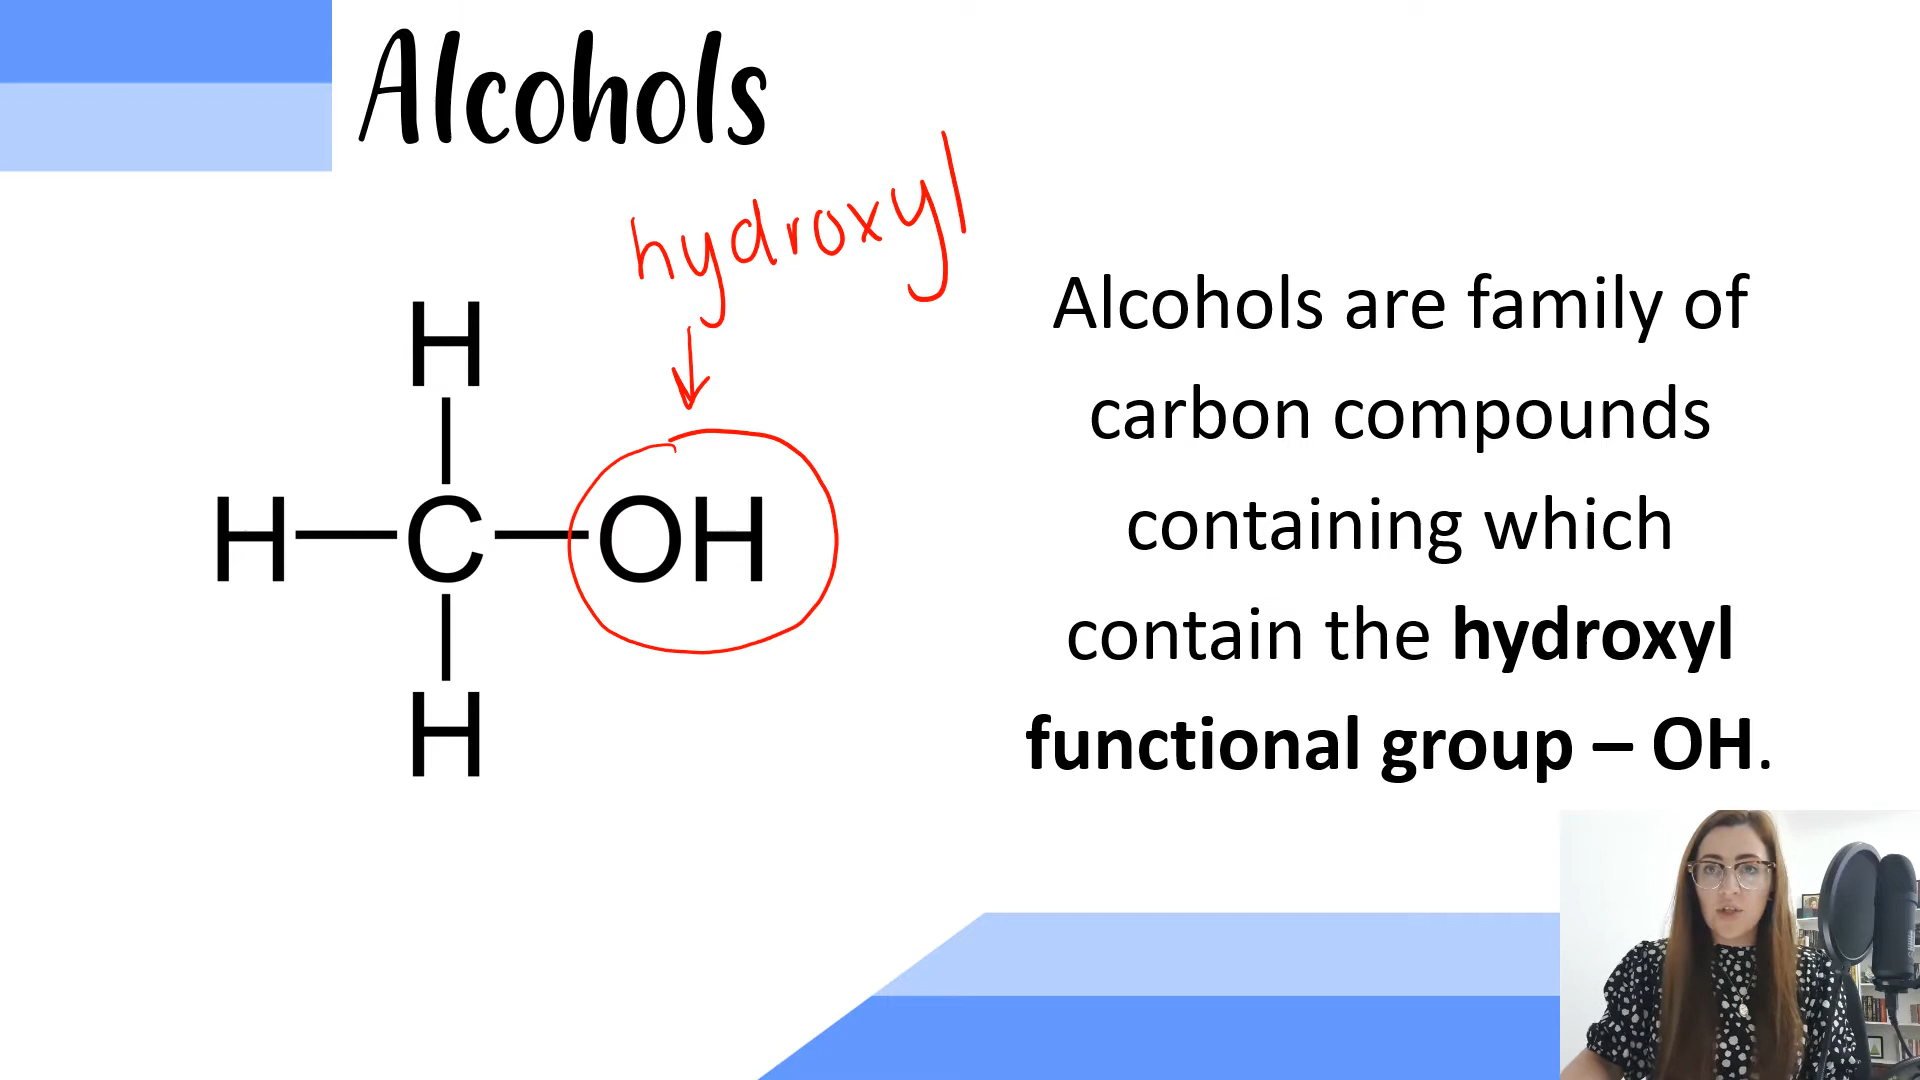 Alcohols
hydroxyl
H
H—C—OH
H
Alcohols are family of
carbon compounds
containing which
contain the hydroxyl
functional group – OH.